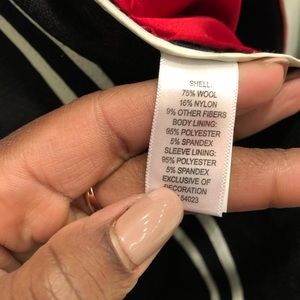 SHELL:
75% WOOL
16% NYLON
9% OTHER FIBERS
BODY LINING:
95% POLYESTER
5% SPANDEX
SLEEVE LINING:
95% POLYESTER
5% SPANDEX
EXCLUSIVE OF
DECORATION
54023